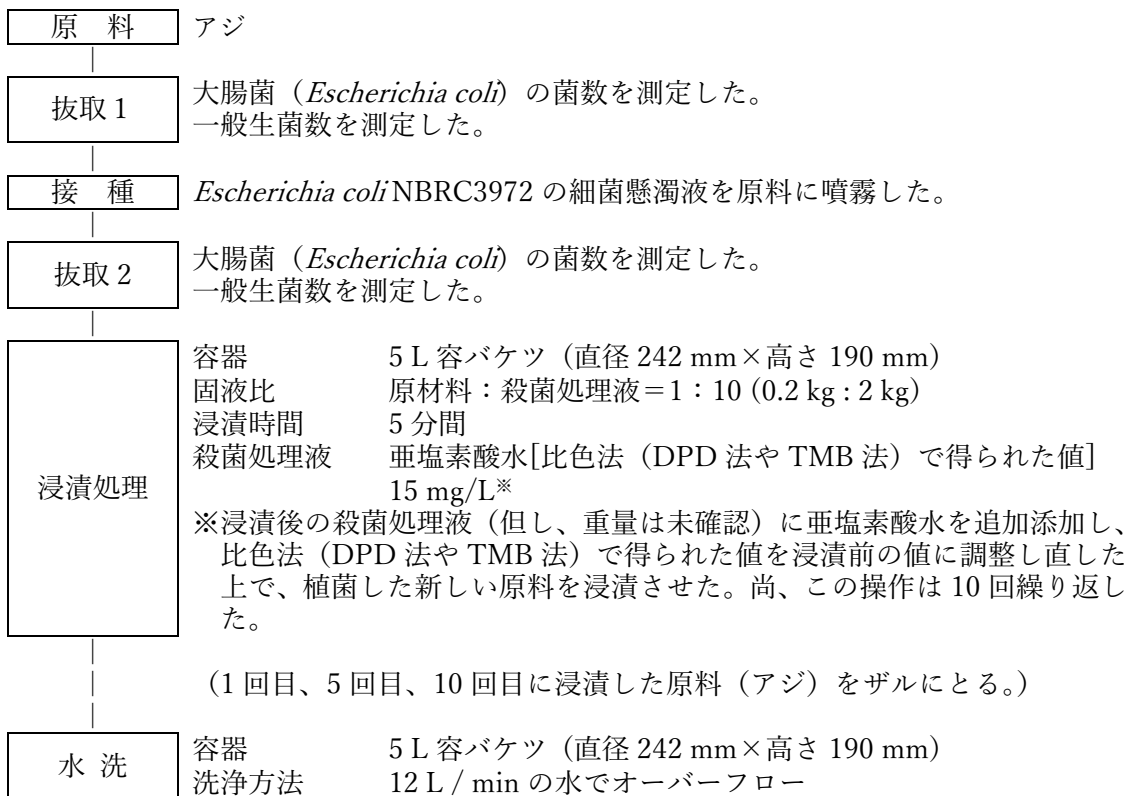 原　料　アジ
抜取 1　大腸菌（Escherichia coli）の菌数を測定した。
一般生菌数を測定した。
接　種　Escherichia coli NBRC3972 の細菌懸濁液を原料に噴霧した。
抜取 2　大腸菌（Escherichia coli）の菌数を測定した。
一般生菌数を測定した。
浸漬処理
容器　5 L 容バケツ（直径 242 mm×高さ 190 mm）
固液比　原材料：殺菌処理液＝1：10 (0.2 kg : 2 kg)
浸漬時間　5 分間
殺菌処理液　亜塩素酸水[比色法（DPD 法や TMB 法）で得られた値]
15 mg/L※
※浸漬後の殺菌処理液（但し、重量は未確認）に亜塩素酸水を追加添加し、
比色法（DPD 法や TMB 法）で得られた値を浸漬前の値に調整し直した
上で、植菌した新しい原料を浸漬させた。尚、この操作は 10 回繰り返し
た。
（1 回目、5 回目、10 回目に浸漬した原料（アジ）をザルにとる。）
水 洗
容器　5 L 容バケツ（直径 242 mm×高さ 190 mm）
洗浄方法　12 L / min の水でオーバーフロー